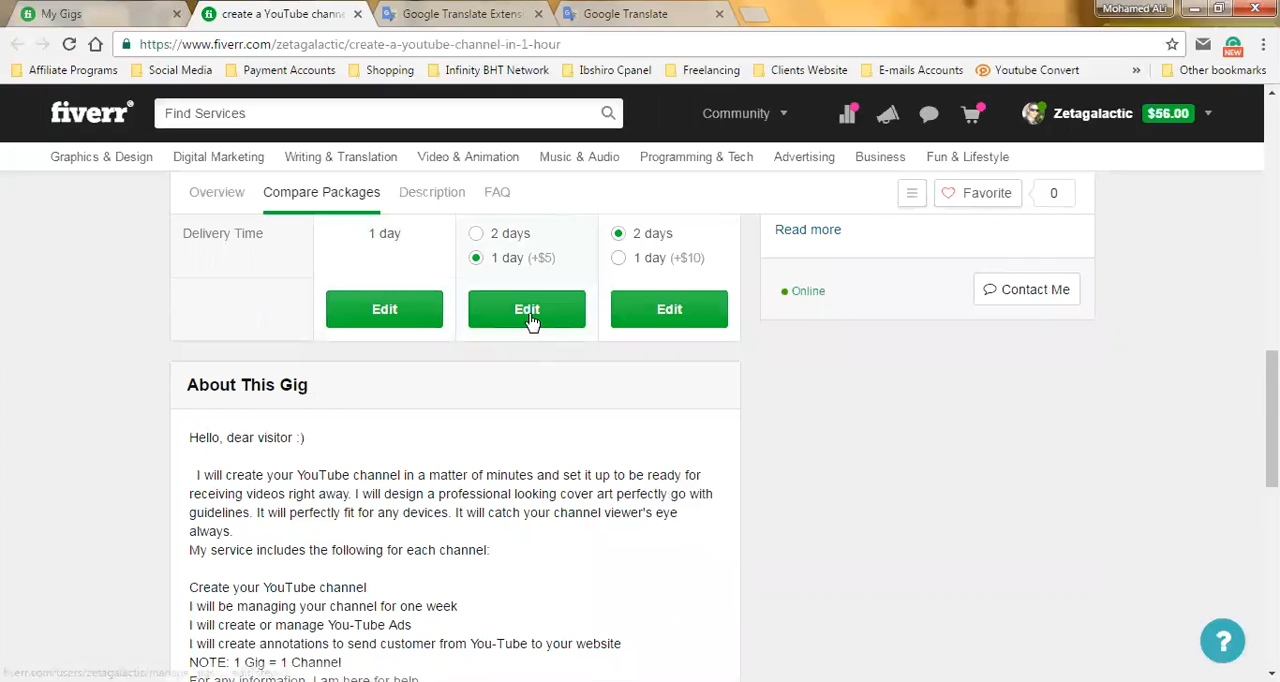 My Gigs
create a YouTube chann
Google Translate Extens
Google Translate
Mohamed ALi
https://www.fiverr.com/zetagalactic/create-a-youtube-channel-in-1-hour
NEW
Affiliate Programs
Social Media
Payment Accounts
Shopping
Infinity BHT Network
Ibshiro Cpanel
Freelancing
Clients Website
E-mails Accounts
Youtube Convert
»
Other bookmarks
fiverr®
Find Services
Community
Zetagalactic
$56.00
Graphics & Design
Digital Marketing
Writing & Translation
Video & Animation
Music & Audio
Programming & Tech
Advertising
Business
Fun & Lifestyle
Overview
Compare Packages
Description
FAQ
Favorite
0
Delivery Time
1 day
2 days
1 day (+$5)
2 days
1 day (+$10)
Read more
Edit
Edit
Edit
Online
Contact Me
About This Gig
Hello, dear visitor :)
I will create your YouTube channel in a matter of minutes and set it up to be ready for
receiving videos right away. I will design a professional looking cover art perfectly go with
guidelines. It will perfectly fit for any devices. It will catch your channel viewer's eye
always.
My service includes the following for each channel:
Create your YouTube channel
I will be managing your channel for one week
I will create or manage You-Tube Ads
I will create annotations to send customer from You-Tube to your website
NOTE: 1 Gig = 1 Channel
For any information, I am here for help
?